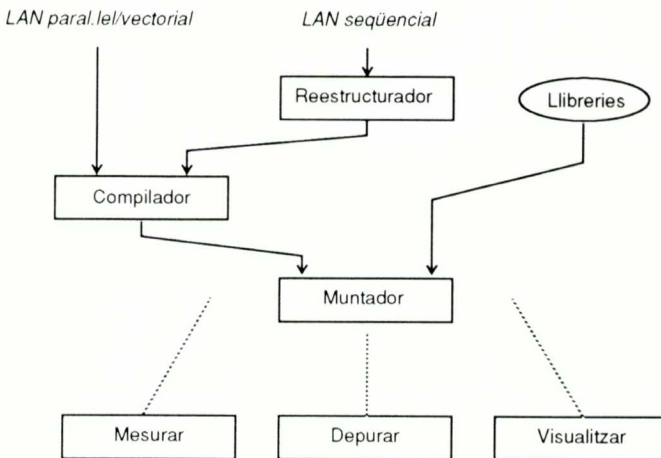 LAN paral.lel/vectorial
LAN seqüencial
Reestructurador
Llibreries
Compilador
Muntador
Mesurar
Depurar
Visualitzar